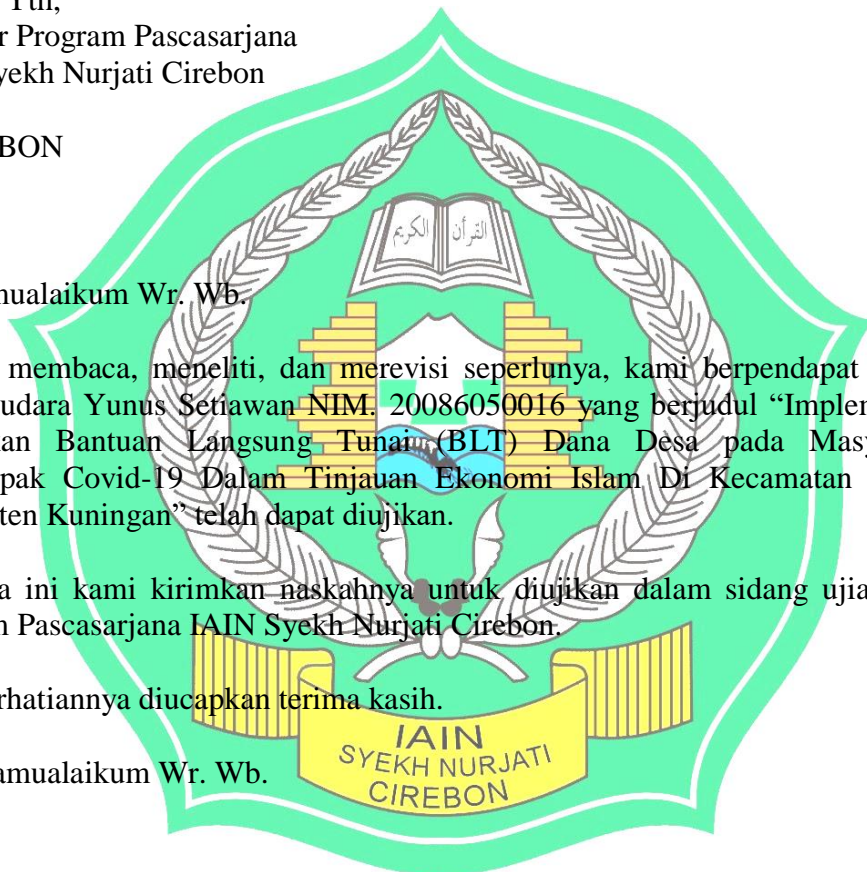 Yth,
r Program Pascasarjana
yekh Nurjati Cirebon
BON
القرآن الكريم
mualaikum Wr. Wb.
membaca, meneliti, dan merevisi seperlunya, kami berpendapat
udara Yunus Setiawan NIM. 20086050016 yang berjudul “Implen
an Bantuan Langsung Tunai (BLT) Dana Desa pada Masy
pak Covid-19 Dalam Tinjauan Ekonomi Islam Di Kecamatan
ten Kuningan” telah dapat diujikan.
a ini kami kirimkan naskahnya untuk diujikan dalam sidang ujia
n Pascasarjana IAIN Syekh Nurjati Cirebon.
rhatiannya diucapkan terima kasih.
amualaikum Wr. Wb.
IAIN
SYEKH NURJATI
CIREBON